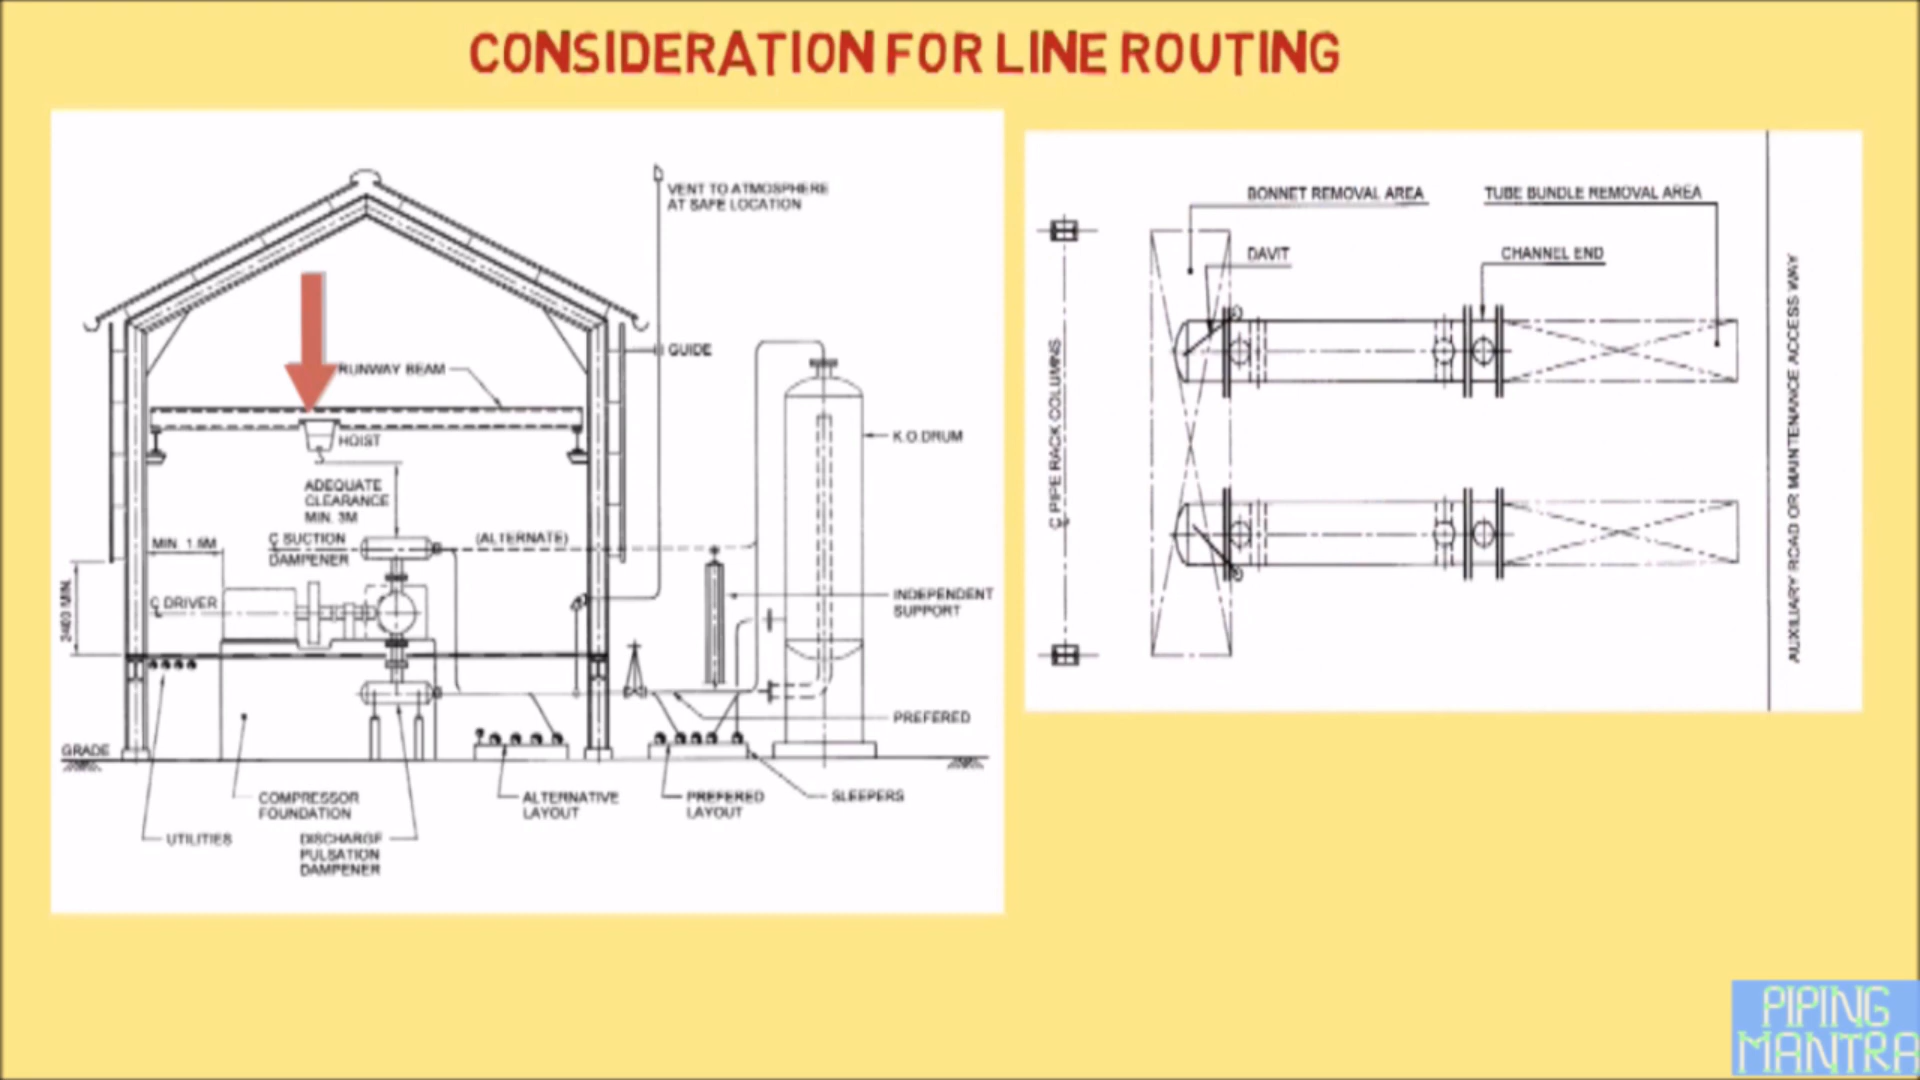 CONSIDERATION FOR LINE ROUTING
VENT TO ATMOSPHERE
AT SAFE LOCATION
GUIDE
RUNWAY BEAM
HOIST
K.O.DRUM
ADEQUATE
CLEARANCE
MIN. 3M
MIN 1.5M
C SUCTION
DAMPENER
(ALTERNATE)
2400 MIN.
C DRIVER
INDEPENDENT
SUPPORT
PREFERED
GRADE
COMPRESSOR
FOUNDATION
ALTERNATIVE
LAYOUT
PREFERED
LAYOUT
SLEEPERS
UTILITIES
DISCHARGE
PULSATION
DAMPENER
BONNET REMOVAL AREA
TUBE BUNDLE REMOVAL AREA
DAVIT
CHANNEL END
C PIPE RACK COLUMNS
AUXILIARY ROAD OR MAINTENANCE ACCESS WAY
PIPING
MANTRA